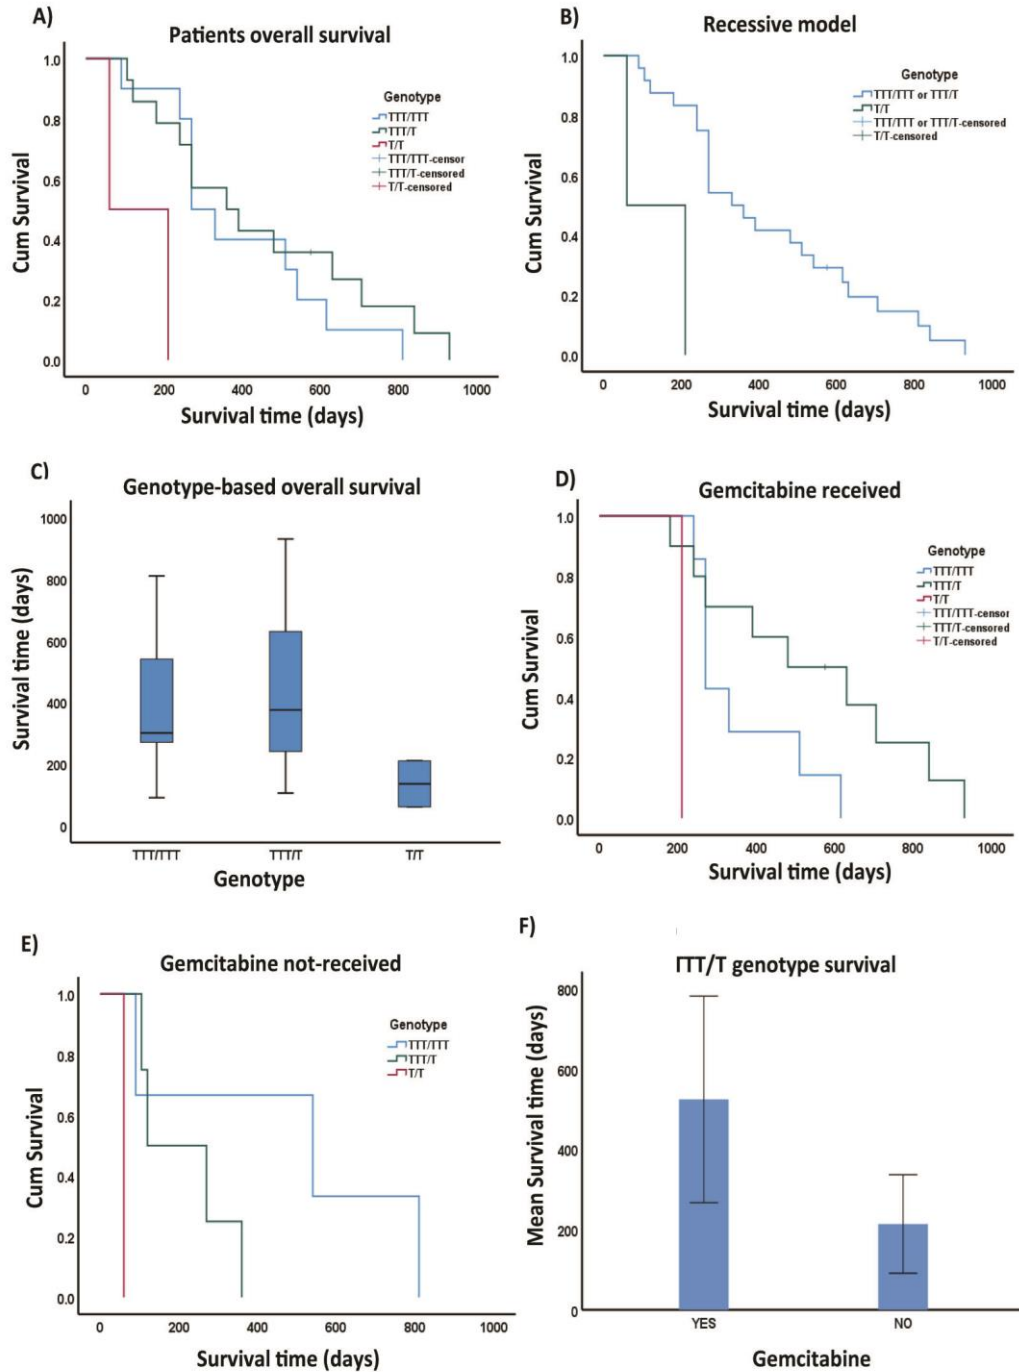 A)
Patients overall survival
Cum Survival
1.0
0.8
0.6
0.4
0.2
0.0
0 200 400 600 800 1000
Survival time (days)
Genotype
TTT/TTT
TTT/T
T/T
TTT/TTT-censor
TTT/T-censored
T/T-censored
B)
Recessive model
Cum Survival
1.0
0.8
0.6
0.4
0.2
0.0
0 200 400 600 800 1000
Survival time (days)
Genotype
TTT/TTT or TTT/T
T/T
TTT/TTT or TTT/T-censored
T/T-censored
C)
Genotype-based overall survival
Survival time (days)
1000
800
600
400
200
0
TTT/TTT TTT/T T/T
Genotype
D)
Gemcitabine received
Cum Survival
1.0
0.8
0.6
0.4
0.2
0.0
0 200 400 600 800 1000
Survival time (days)
Genotype
TTT/TTT
TTT/T
T/T
TTT/TTT-censor
TTT/T-censored
T/T-censored
E)
Gemcitabine not-received
Cum Survival
1.0
0.8
0.6
0.4
0.2
0.0
0 200 400 600 800 1000
Survival time (days)
Genotype
TTT/TTT
TTT/T
T/T
F)
TTT/T genotype survival
Mean Survival time (days)
800
600
400
200
0
YES NO
Gemcitabine